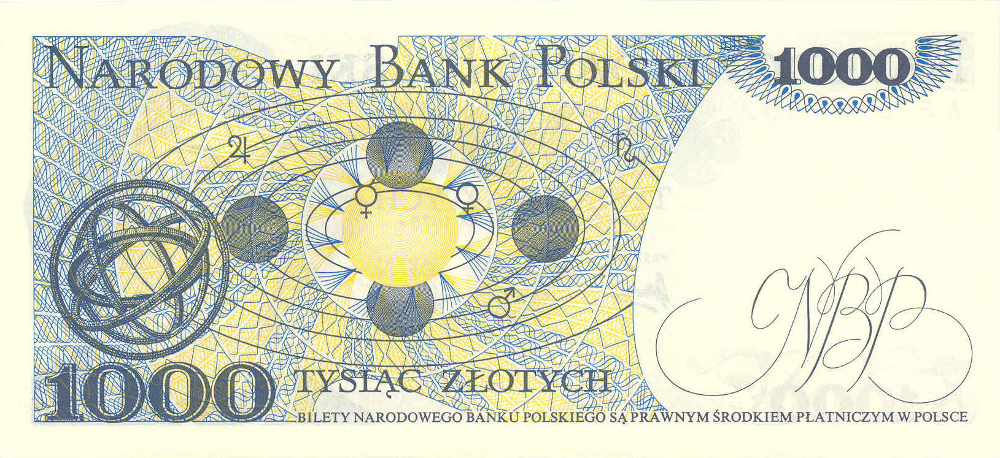 NARODOWY BANK POLSKI 1000
NBP
1000 TYSIĄC ZŁOTYCH
BILETY NARODOWEGO BANKU POLSKIEGO SĄ PRAWNYM ŚRODKIEM PŁATNICZYM W POLSCE